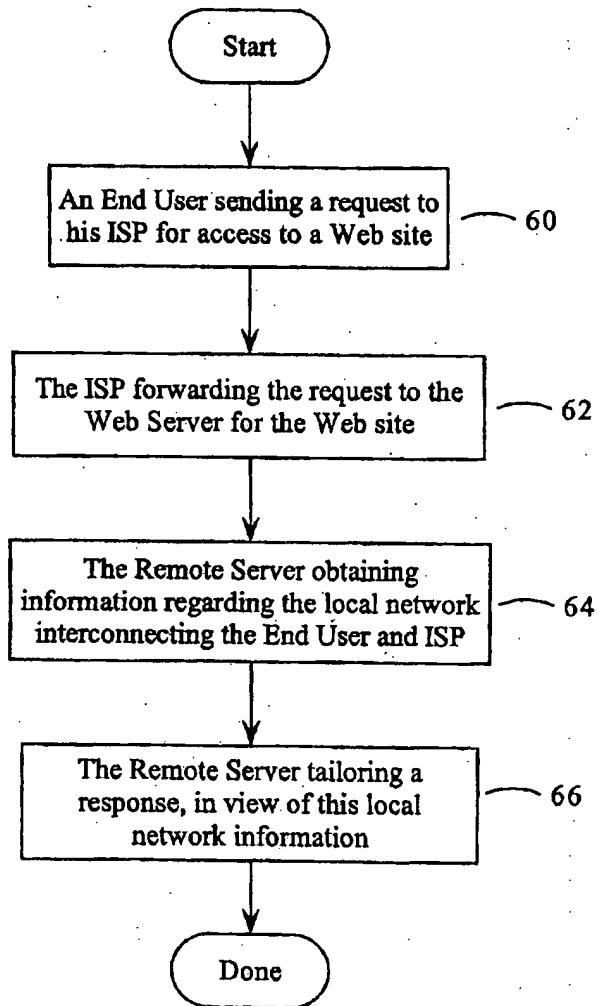 Start
An End User sending a request to
his ISP for access to a Web site
60
The ISP forwarding the request to the
Web Server for the Web site
62
The Remote Server obtaining
information regarding the local network
interconnecting the End User and ISP
64
The Remote Server tailoring a
response, in view of this local
network information
66
Done